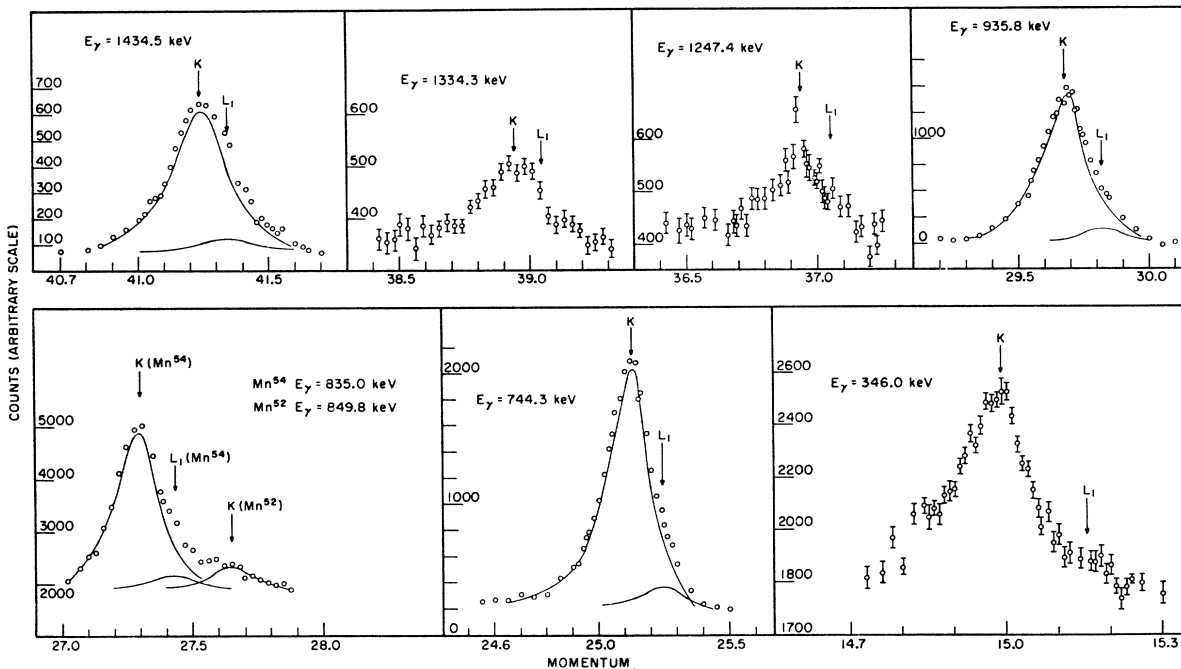 COUNTS (ARBITRARY SCALE)
Eγ = 1434.5 keV
K
L1
700
600
500
400
300
200
100
40.7
41.0
41.5
Eγ = 1334.3 keV
K
L1
600
500
400
38.5
39.0
Eγ = 1247.4 keV
K
L1
600
500
400
36.5
37.0
Eγ = 935.8 keV
K
L1
1000
0
29.5
30.0
K (Mn54)
L1 (Mn54)
K (Mn52)
Mn54 Eγ = 835.0 keV
Mn52 Eγ = 849.8 keV
5000
4000
3000
2000
27.0
27.5
28.0
K
L1
Eγ = 744.3 keV
2000
1000
0
24.6
25.0
25.5
K
L1
Eγ = 346.0 keV
2600
2500
2400
2200
2000
1800
1700
14.7
15.0
15.3
MOMENTUM